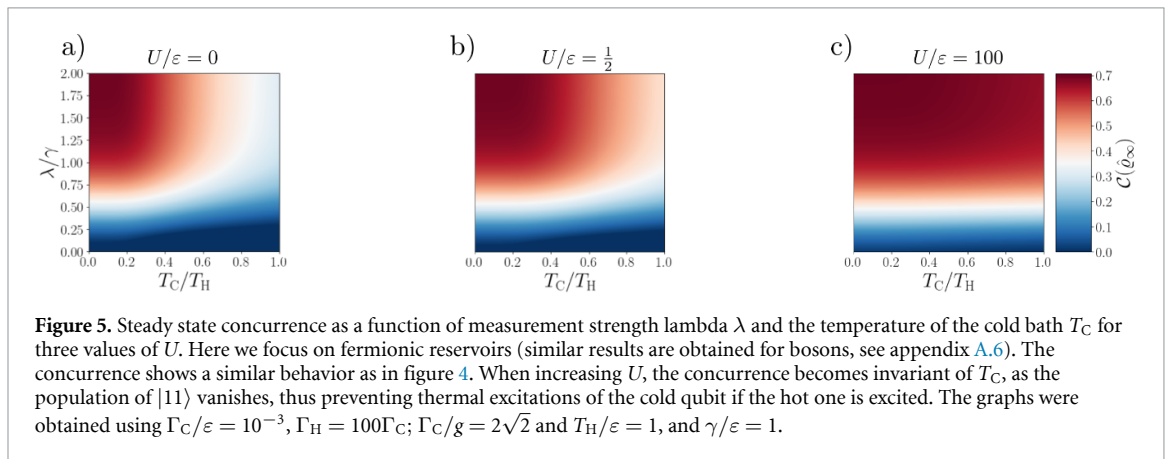 a)
U/ε = 0
b)
U/ε = 1/2
c)
U/ε = 100
2.00
1.75
1.50
1.25
1.00
0.75
0.50
0.25
0.00
λ/γ
0.0 0.2 0.4 0.6 0.8 1.0
T_C/T_H
0.0 0.2 0.4 0.6 0.8 1.0
T_C/T_H
0.0 0.2 0.4 0.6 0.8 1.0
T_C/T_H
0.7
0.6
0.5
0.4
0.3
0.2
0.1
0.0
C(ϱ̂∞)
Figure 5. Steady state concurrence as a function of measurement strength lambda λ and the temperature of the cold bath T_C for
three values of U. Here we focus on fermionic reservoirs (similar results are obtained for bosons, see appendix A.6). The
concurrence shows a similar behavior as in figure 4. When increasing U, the concurrence becomes invariant of T_C, as the
population of |11⟩ vanishes, thus preventing thermal excitations of the cold qubit if the hot one is excited. The graphs were
obtained using Γ_C/ε = 10⁻³, Γ_H = 100Γ_C; Γ_C/g = 2√2 and T_H/ε = 1, and γ/ε = 1.